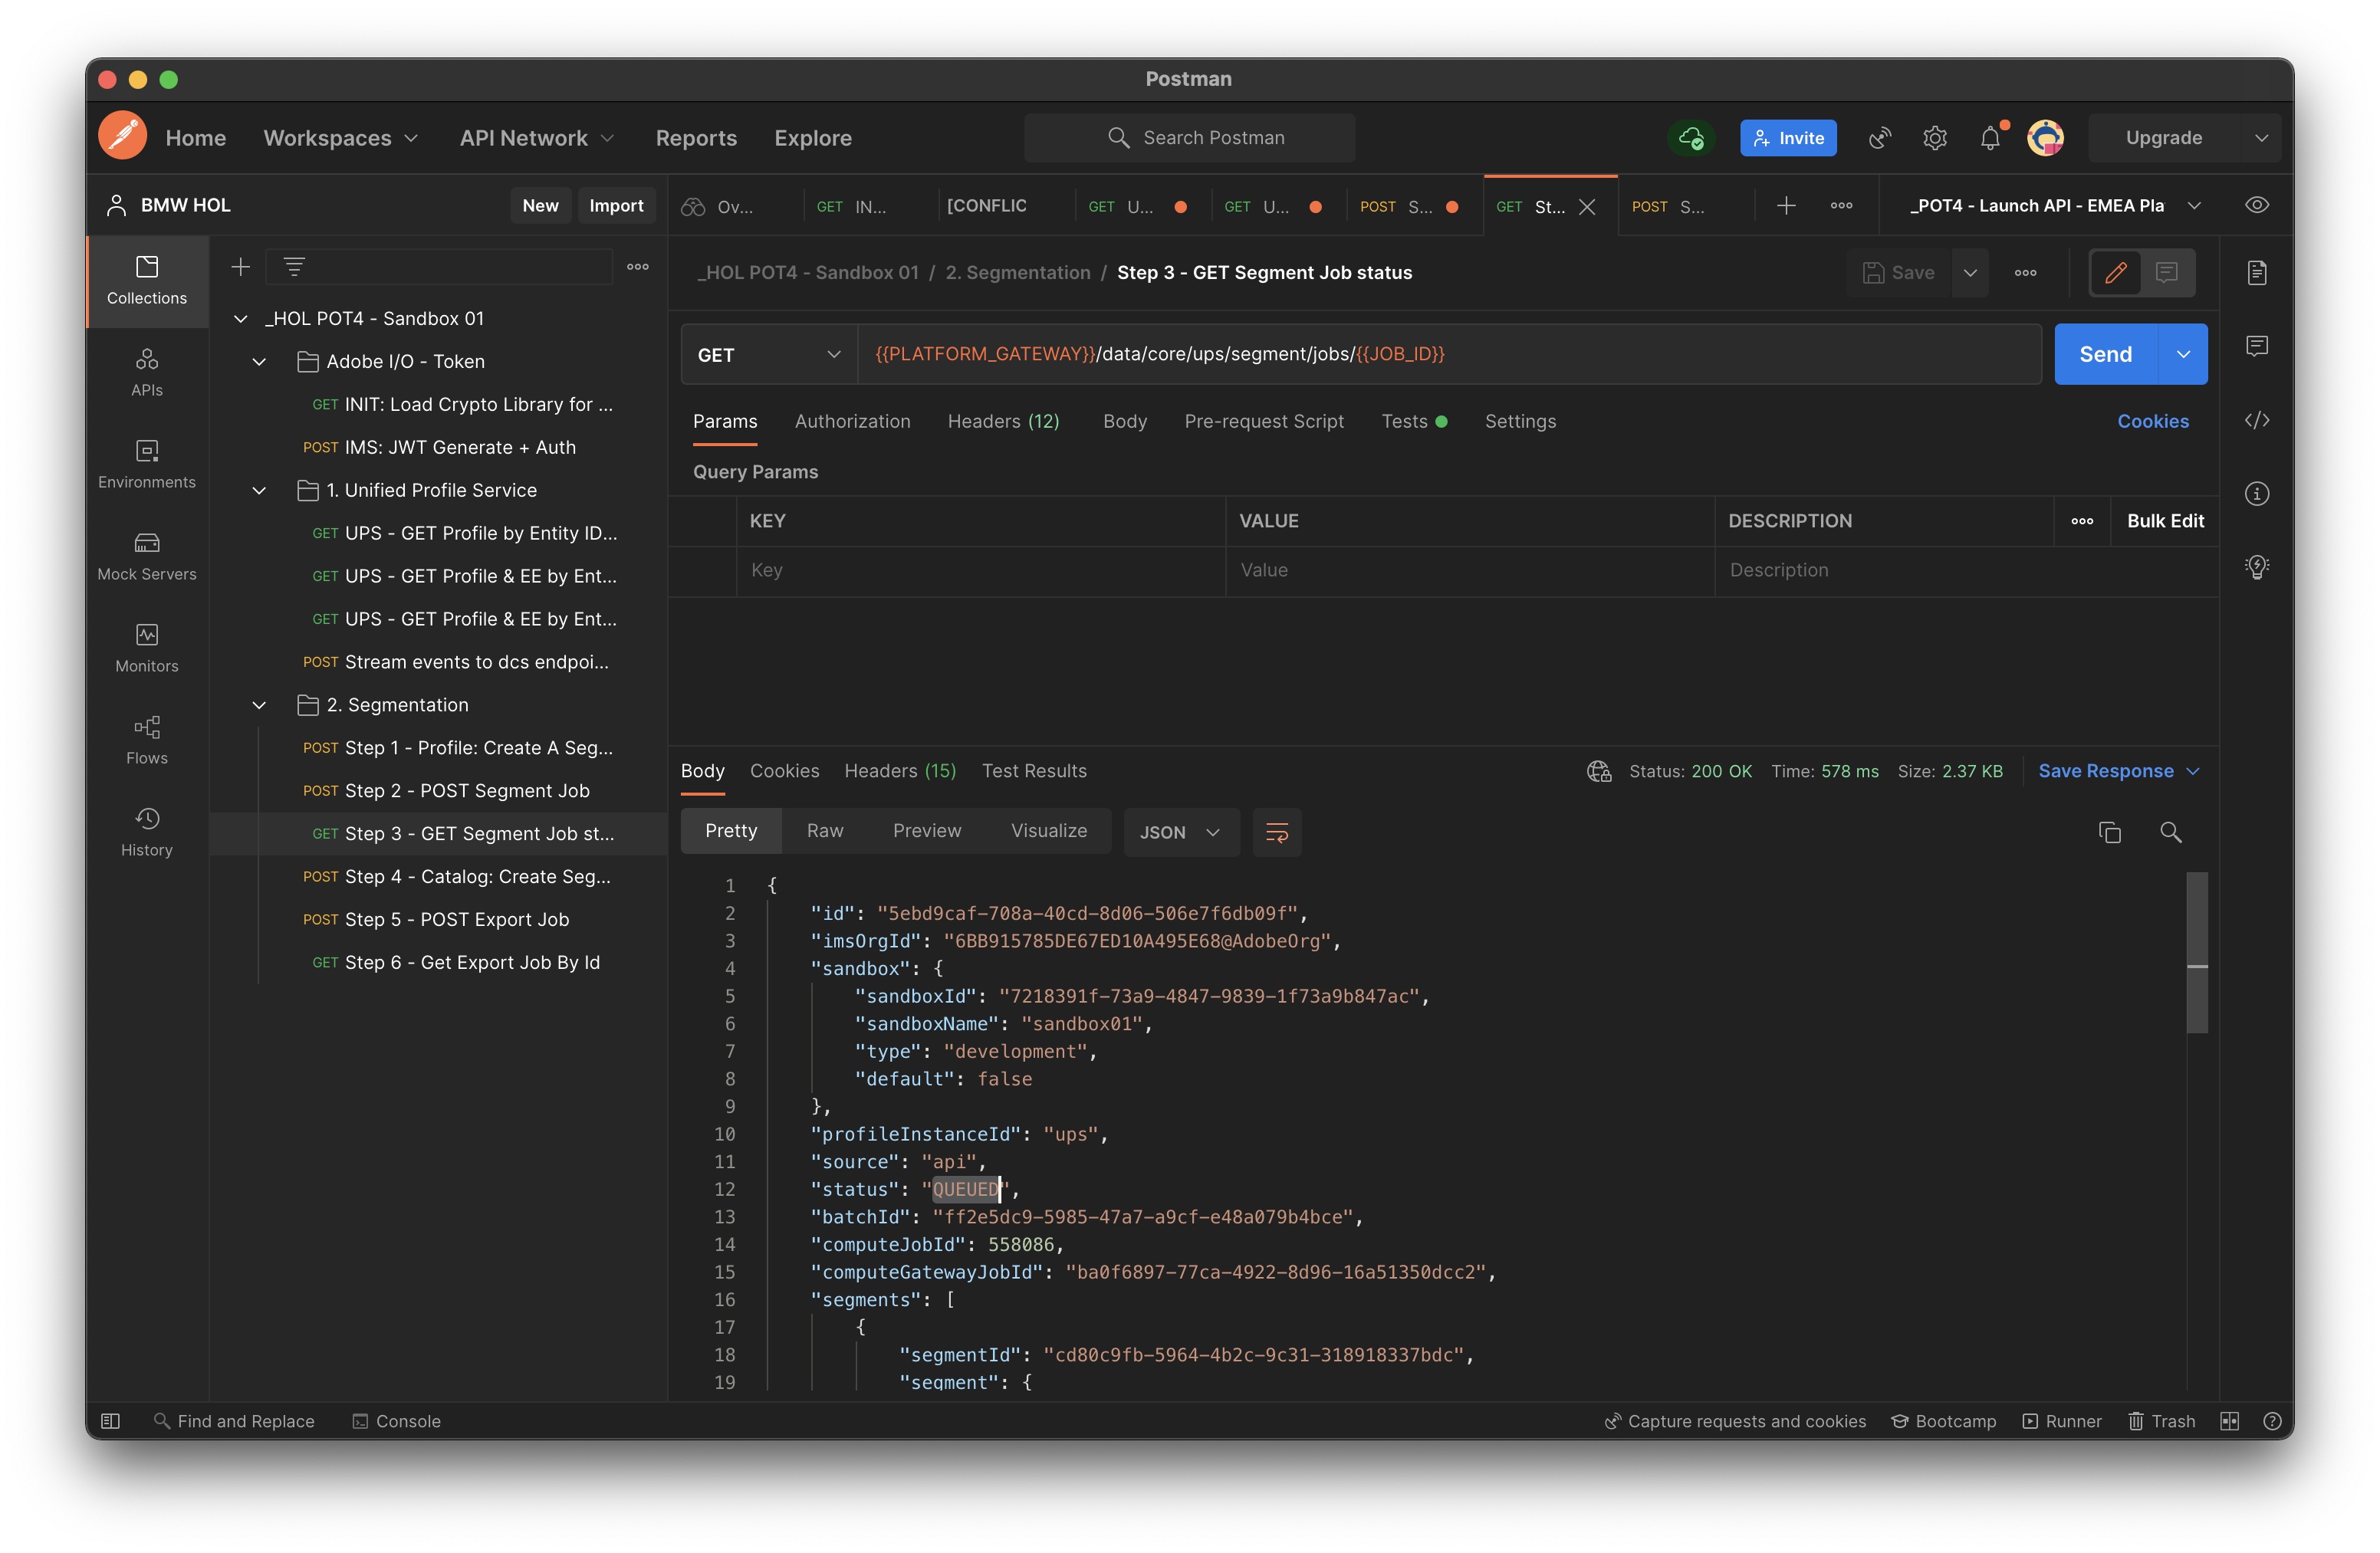 Postman
Home Workspaces API Network Reports Explore Search Postman Invite Upgrade
BMW HOL New Import
Ov... GET IN... [CONFLIC GET U... GET U... POST S... GET St... POST S... _POT4 - Launch API - EMEA Pla
Collections
APIs
Environments
Mock Servers
Monitors
Flows
History
_HOL POT4 - Sandbox 01
Adobe I/O - Token
GET INIT: Load Crypto Library for ...
POST IMS: JWT Generate + Auth
1. Unified Profile Service
GET UPS - GET Profile by Entity ID...
GET UPS - GET Profile & EE by Ent...
GET UPS - GET Profile & EE by Ent...
POST Stream events to dcs endpoi...
2. Segmentation
POST Step 1 - Profile: Create A Seg...
POST Step 2 - POST Segment Job
GET Step 3 - GET Segment Job st...
POST Step 4 - Catalog: Create Seg...
POST Step 5 - POST Export Job
GET Step 6 - Get Export Job By Id
_HOL POT4 - Sandbox 01 / 2. Segmentation / Step 3 - GET Segment Job status Save
GET {{PLATFORM_GATEWAY}}/data/core/ups/segment/jobs/{{JOB_ID}} Send
Params Authorization Headers (12) Body Pre-request Script Tests Settings Cookies
Query Params
KEY VALUE DESCRIPTION Bulk Edit
Key Value Description
Body Cookies Headers (15) Test Results Status: 200 OK Time: 578 ms Size: 2.37 KB Save Response
Pretty Raw Preview Visualize JSON
1 {
2 "id": "5ebd9caf-708a-40cd-8d06-506e7f6db09f",
3 "imsOrgId": "6BB915785DE67ED10A495E68@AdobeOrg",
4 "sandbox": {
5 "sandboxId": "7218391f-73a9-4847-9839-1f73a9b847ac",
6 "sandboxName": "sandbox01",
7 "type": "development",
8 "default": false
9 },
10 "profileInstanceId": "ups",
11 "source": "api",
12 "status": "QUEUED",
13 "batchId": "ff2e5dc9-5985-47a7-a9cf-e48a079b4bce",
14 "computeJobId": 558086,
15 "computeGatewayJobId": "ba0f6897-77ca-4922-8d96-16a51350dcc2",
16 "segments": [
17 {
18 "segmentId": "cd80c9fb-5964-4b2c-9c31-318918337bdc",
19 "segment": {
Find and Replace Console Capture requests and cookies Bootcamp Runner Trash